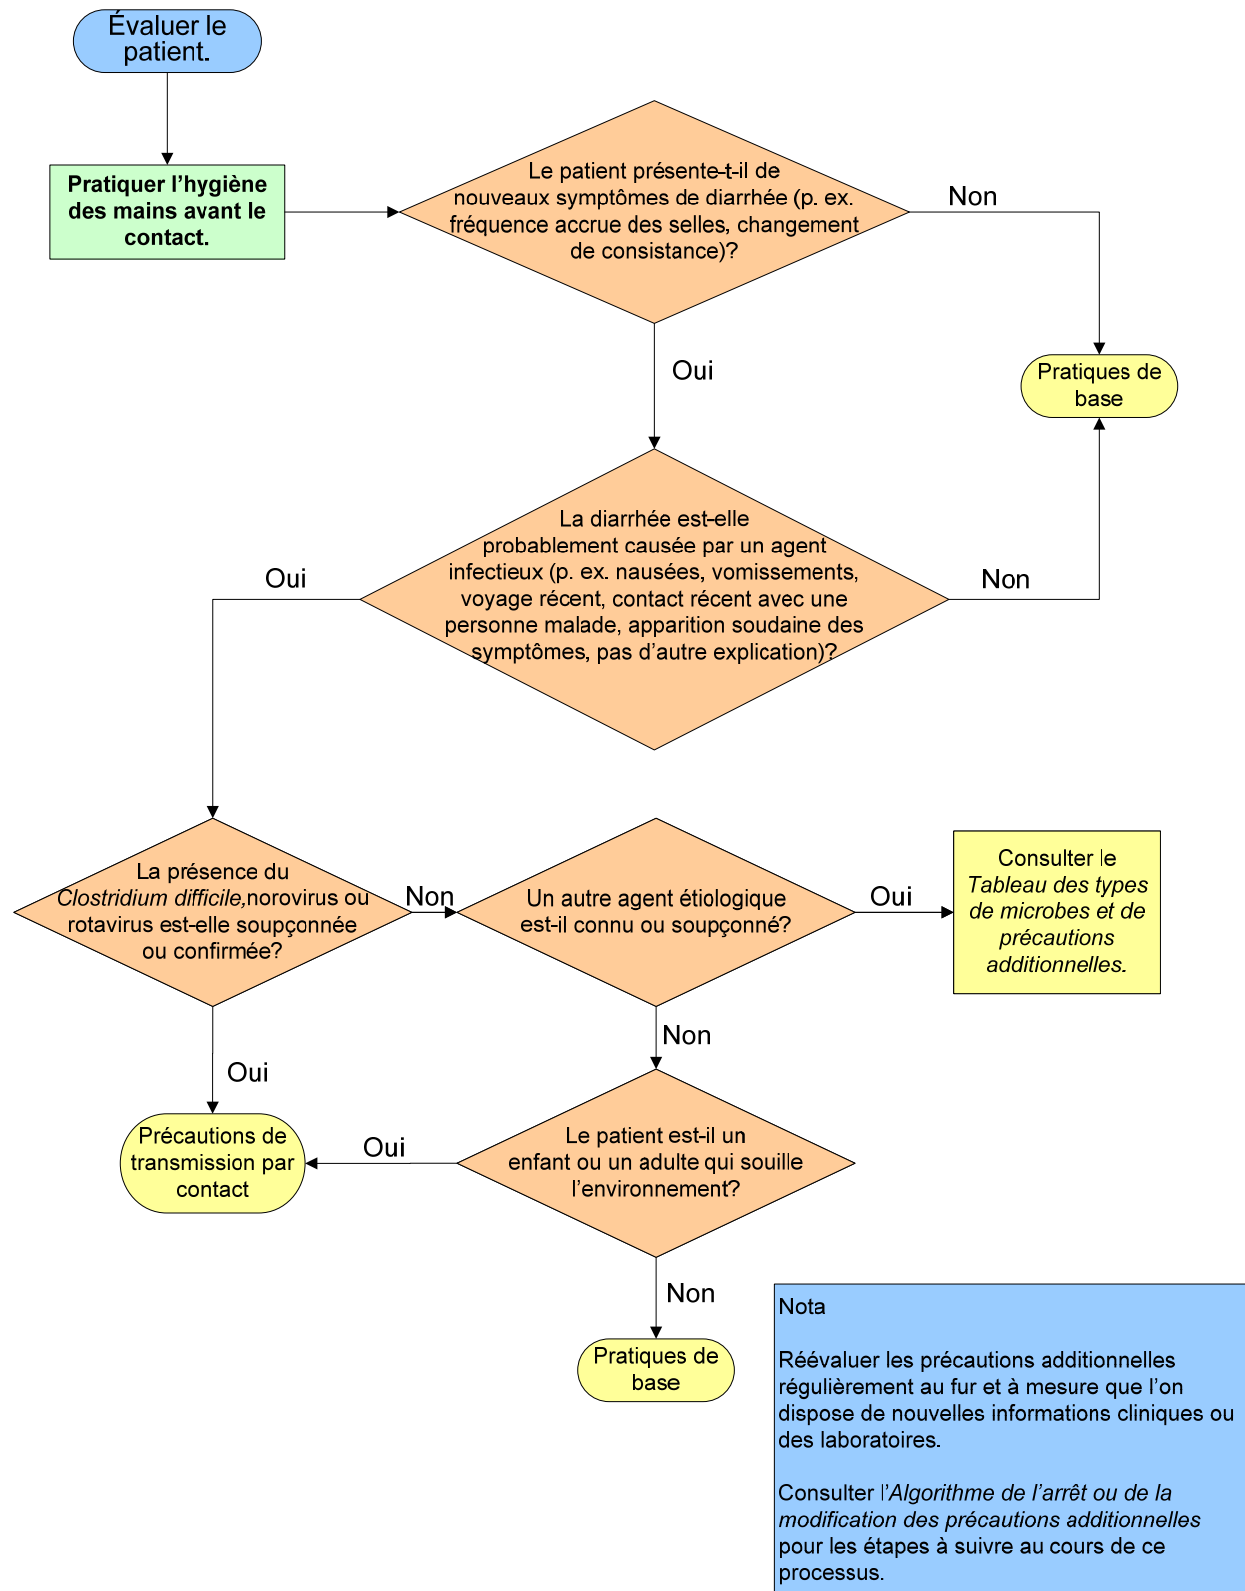 Évaluer le
patient.
Pratiquer l’hygiène
des mains avant le
contact.
Le patient présente-t-il de
nouveaux symptômes de diarrhée (p. ex.
fréquence accrue des selles, changement
de consistance)?
Non
Oui
Pratiques de
base
La diarrhée est-elle
probablement causée par un agent
infectieux (p. ex. nausées, vomissements,
voyage récent, contact récent avec une
personne malade, apparition soudaine des
symptômes, pas d’autre explication)?
Oui
Non
La présence du
Clostridium difficile,norovirus ou
rotavirus est-elle soupçonnée
ou confirmée?
Non
Un autre agent étiologique
est-il connu ou soupçonné?
Oui
Consulter le
Tableau des types
de microbes et de
précautions
additionnelles.
Oui
Non
Précautions de
transmission par
contact
Oui
Le patient est-il un
enfant ou un adulte qui souille
l’environnement?
Non
Pratiques de
base
Nota
Réévaluer les précautions additionnelles
régulièrement au fur et à mesure que l’on
dispose de nouvelles informations cliniques ou
des laboratoires.
Consulter l’Algorithme de l’arrêt ou de la
modification des précautions additionnelles
pour les étapes à suivre au cours de ce
processus.